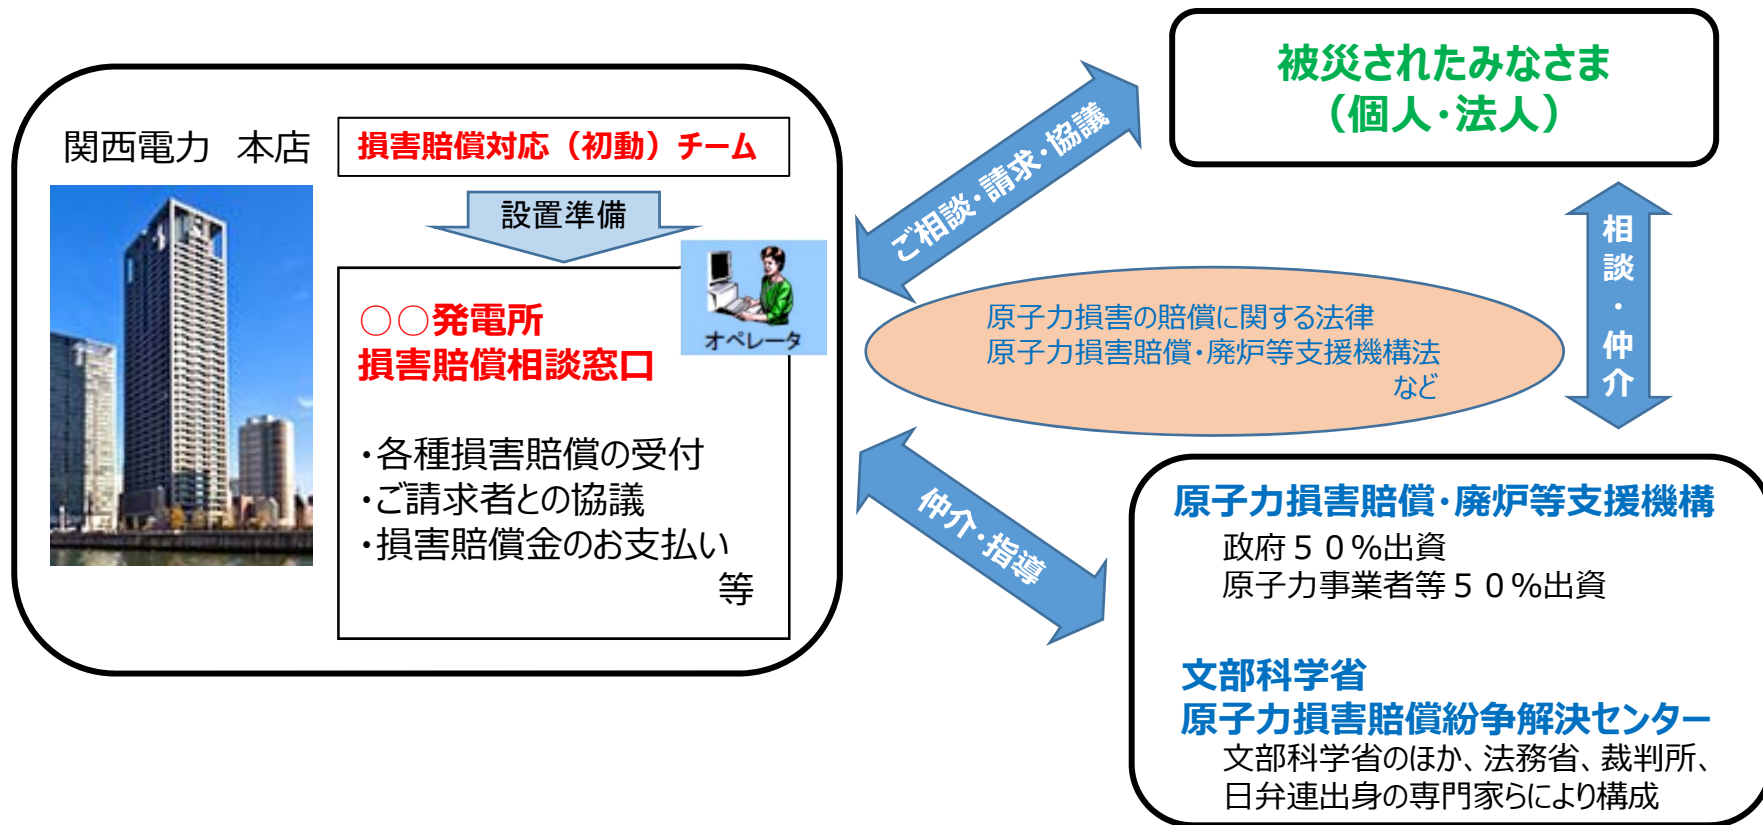 関西電力 本店
損害賠償対応（初動）チーム
設置準備
オペレータ
○○発電所
損害賠償相談窓口
・各種損害賠償の受付
・ご請求者との協議
・損害賠償金のお支払い
等
被災されたみなさま
（個人・法人）
ご相談・請求・協議
相談・仲介
原子力損害の賠償に関する法律
原子力損害賠償・廃炉等支援機構法
など
仲介・指導
原子力損害賠償・廃炉等支援機構
政府５０％出資
原子力事業者等５０％出資
文部科学省
原子力損害賠償紛争解決センター
文部科学省のほか、法務省、裁判所、
日弁連出身の専門家らにより構成